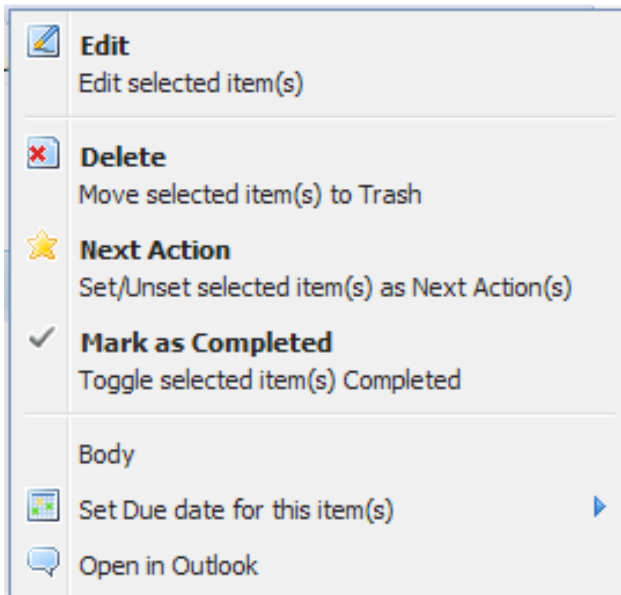 Edit
Edit selected item(s)
Delete
Move selected item(s) to Trash
Next Action
Set/Unset selected item(s) as Next Action(s)
Mark as Completed
Toggle selected item(s) Completed
Body
Set Due date for this item(s)
Open in Outlook